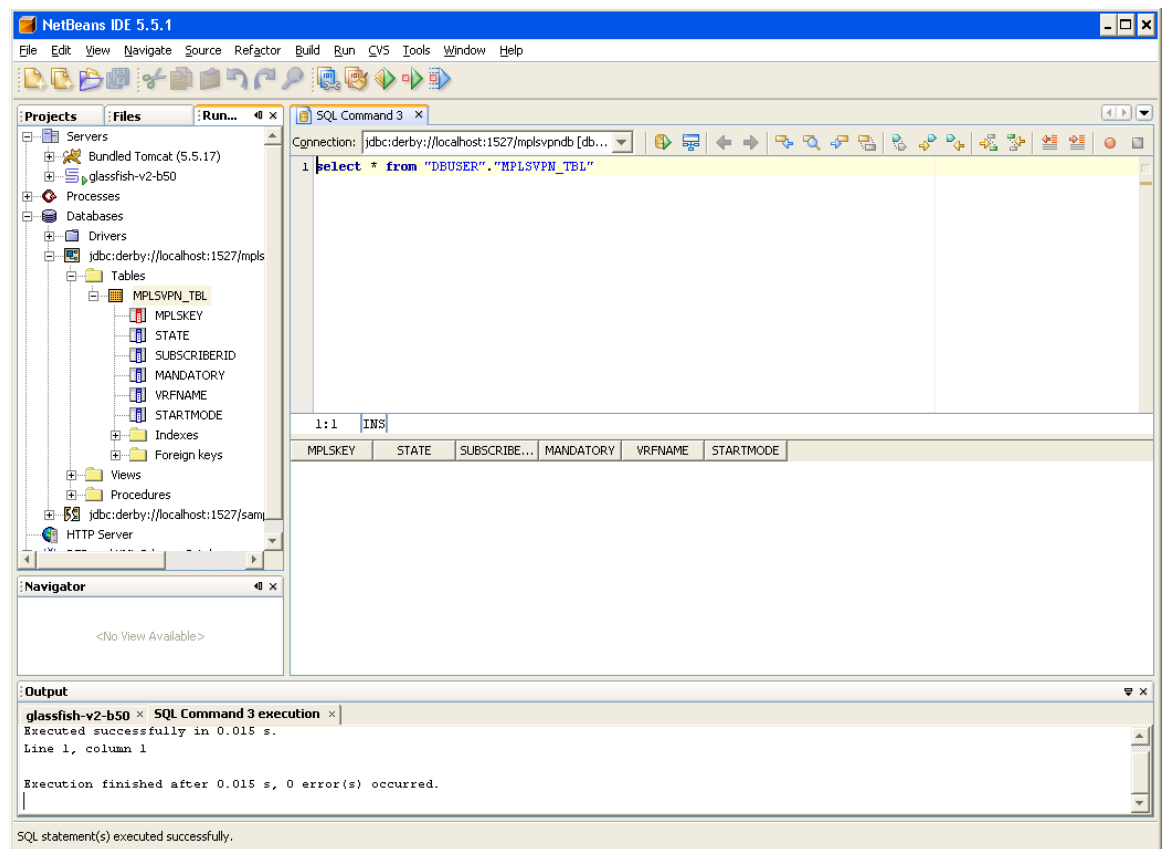 NetBeans IDE 5.5.1
File Edit View Navigate Source Refactor Build Run CVS Tools Window Help
Projects Files Run...
Servers
Bundled Tomcat (5.5.17)
glassfish-v2-b50
Processes
Databases
Drivers
jdbc:derby://localhost:1527/mpls
Tables
MPLSVPN_TBL
MPLSKEY
STATE
SUBSCRIBERID
MANDATORY
VRFNAME
STARTMODE
Indexes
Foreign keys
Views
Procedures
jdbc:derby://localhost:1527/sam
HTTP Server
Navigator
<No View Available>
SQL Command 3
Connection: jdbc:derby://localhost:1527/mplsvpndb [db...
1 select * from "DBUSER"."MPLSVPN_TBL"
1:1 INS
MPLSKEY STATE SUBSCRIBE... MANDATORY VRFNAME STARTMODE
Output
glassfish-v2-b50 SQL Command 3 execution
Executed successfully in 0.015 s.
Line 1, column 1
Execution finished after 0.015 s, 0 error(s) occurred.
SQL statement(s) executed successfully.